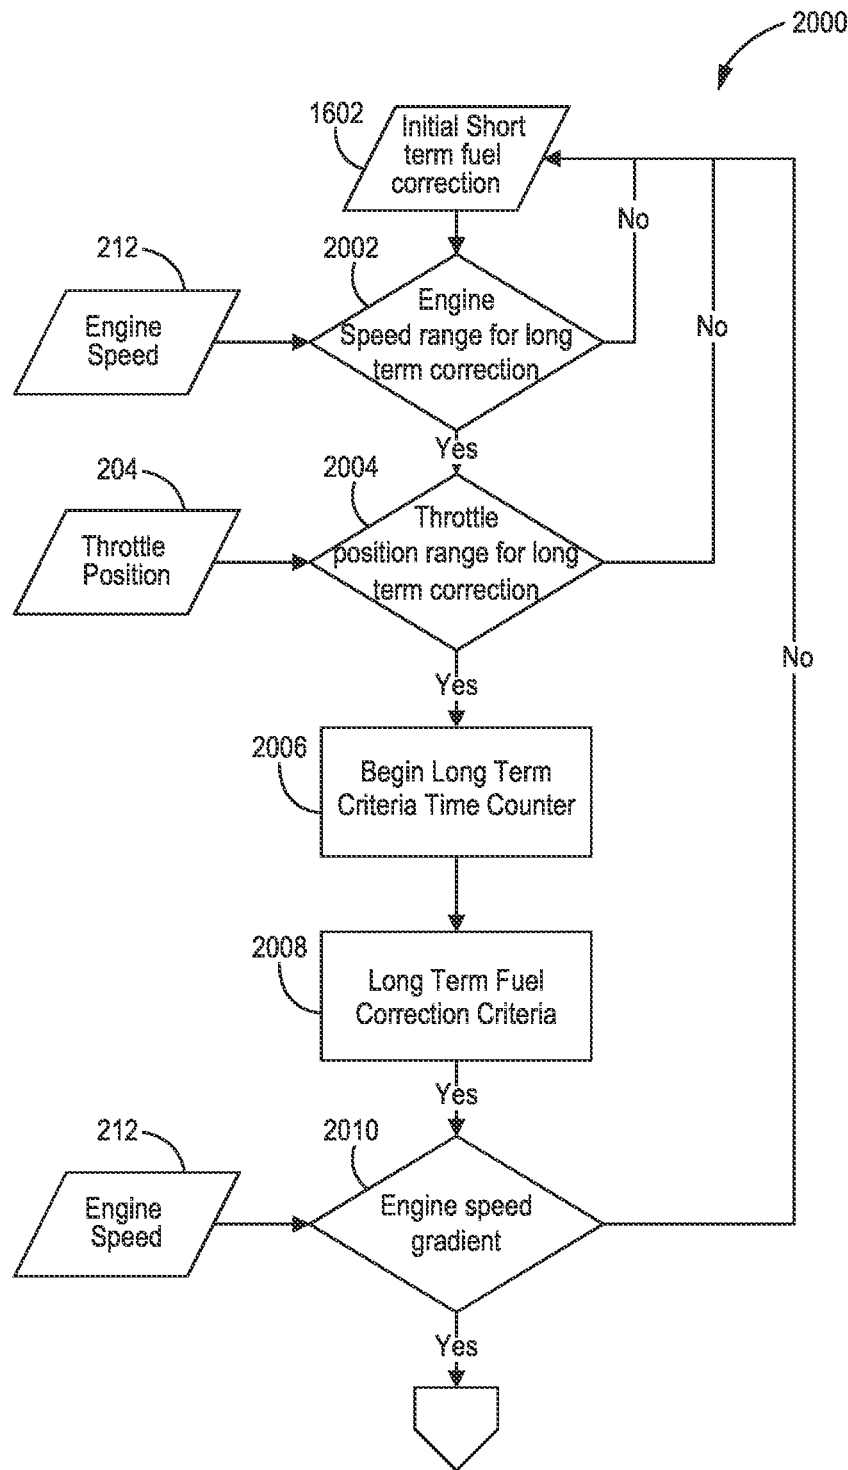 2000
1602
Initial Short
term fuel
correction
No
212
2002
Engine
Speed
Engine
Speed range for long
term correction
No
Yes
204
2004
Throttle
Position
Throttle
position range for long
term correction
No
Yes
2006
Begin Long Term
Criteria Time Counter
2008
Long Term Fuel
Correction Criteria
Yes
212
2010
Engine
Speed
Engine speed
gradient
Yes